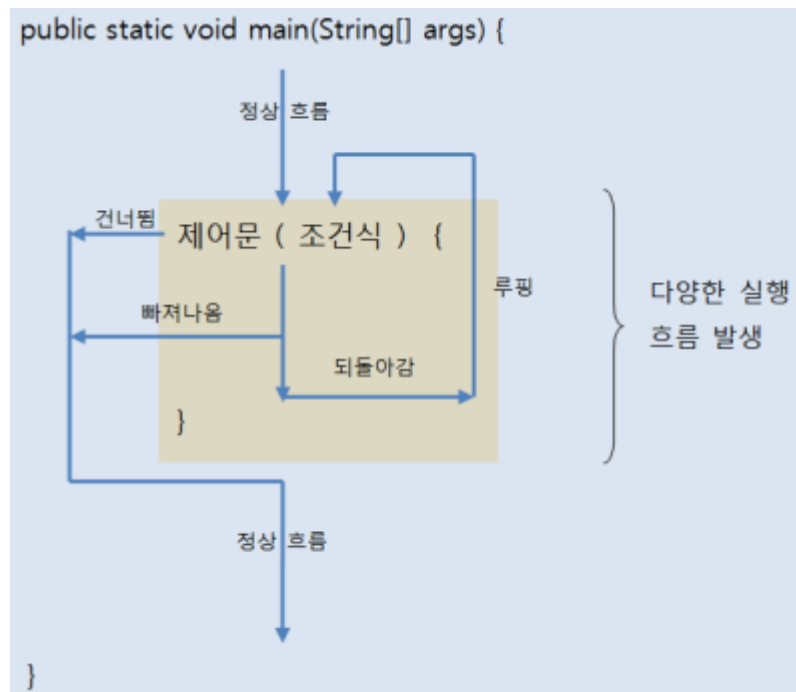 public static void main(String[] args) {
정상 흐름
건너뜀
제어문 ( 조건식 ) {
루핑
다양한 실행
빠져나옴
흐름 발생
되돌아감
}
정상 흐름
}